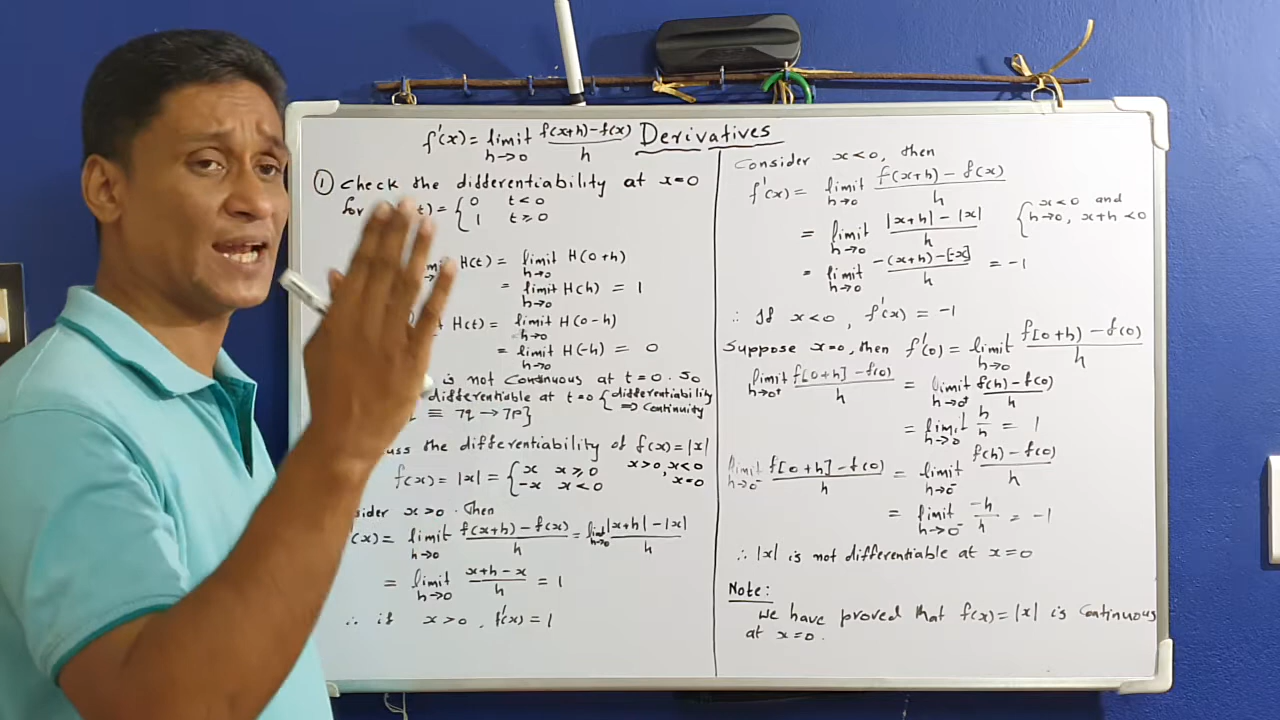 f'(x) = limit h→0 f(x+h)-f(x) / h Derivatives
① Check the differentiability at x=0
for t) = { 0 t<0
1 t≥0
H(t) = limit h→0 H(0+h)
= limit h→0 H(h) = 1
H(t) = limit h→0 H(0-h)
= limit h→0 H(-h) = 0
is not continuous at t=0. So
differentiable at t=0 {differentiability
⟹ continuity
≡ 7q → 7p}
the differentiability of f(x)=|x|
f(x) = |x| = { x x≥0
-x x<0
x>0, x<0
x=0
x>0. Then
(x) = limit h→0 f(x+h)-f(x) / h = limit h→0 |x+h|-|x| / h
= limit h→0 x+h-x / h = 1
∴ if x>0, f'(x)=1
Consider x<0, then
f'(x) = limit h→0 f(x+h)-f(x) / h
= limit h→0 |x+h|-|x| / h { x<0 and
h→0, x+h<0
= limit h→0 -(x+h)-[-x] / h = -1
∴ If x<0, f'(x) = -1
Suppose x=0, then f'(0) = limit h→0 f[0+h]-f(0) / h
limit h→0⁺ f[0+h]-f(0) / h = limit h→0⁺ f(h)-f(0) / h
= limit h→0 h / h = 1
limit h→0⁻ f[0+h]-f(0) / h = limit h→0⁻ f(h)-f(0) / h
= limit h→0⁻ -h / h = -1
∴ |x| is not differentiable at x=0
Note:
We have proved that f(x)=|x| is continuous
at x=0.